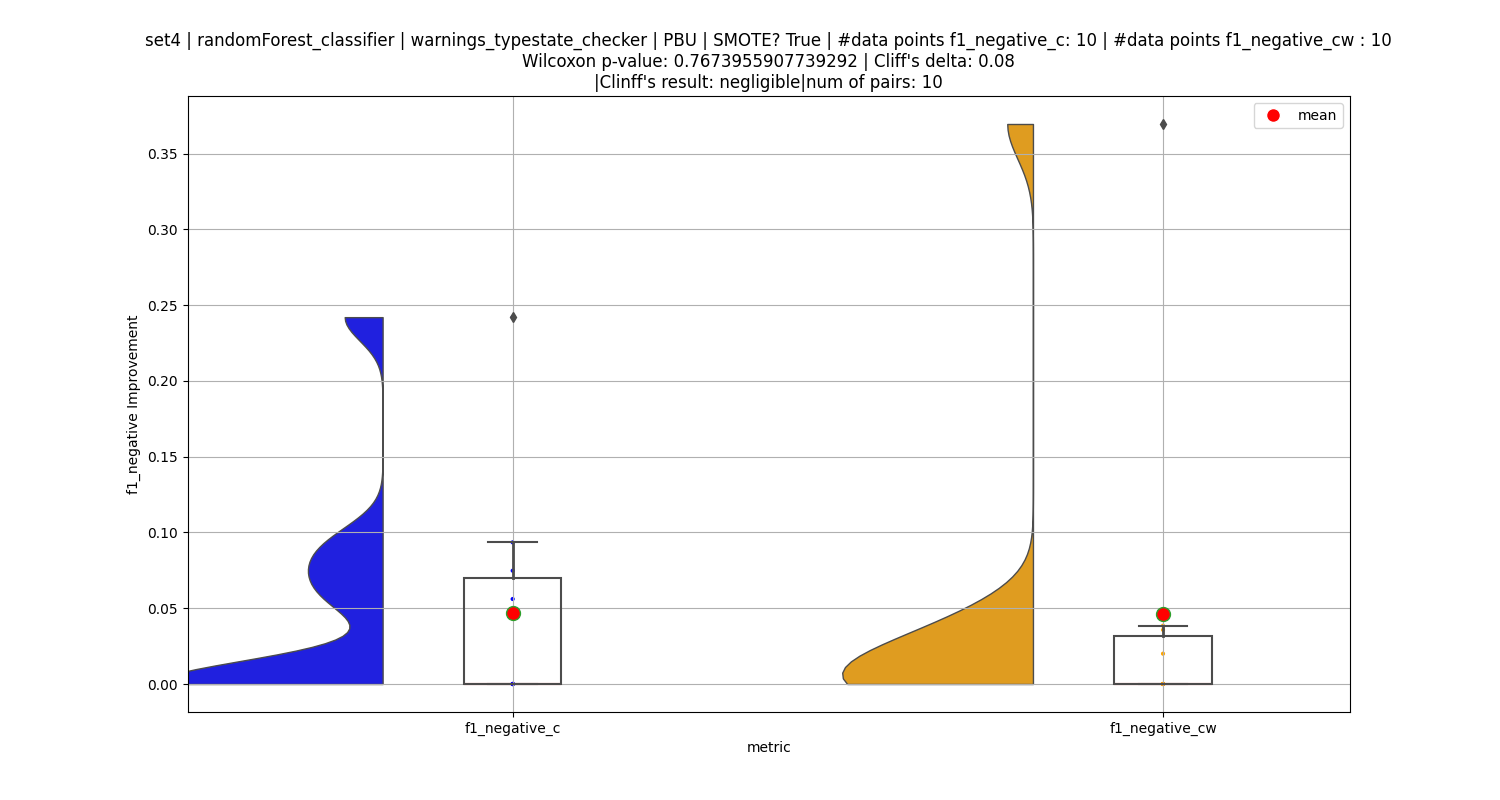 set4 | randomForest_classifier | warnings_typestate_checker | PBU | SMOTE? True | #data points f1_negative_c: 10 | #data points f1_negative_cw : 10
Wilcoxon p-value: 0.7673955907739292 | Cliff's delta: 0.08
|Clinff's result: negligible|num of pairs: 10
mean
0.35
0.30
0.25
0.20
0.15
0.10
0.05
0.00
f1_negative Improvement
f1_negative_c
f1_negative_cw
metric